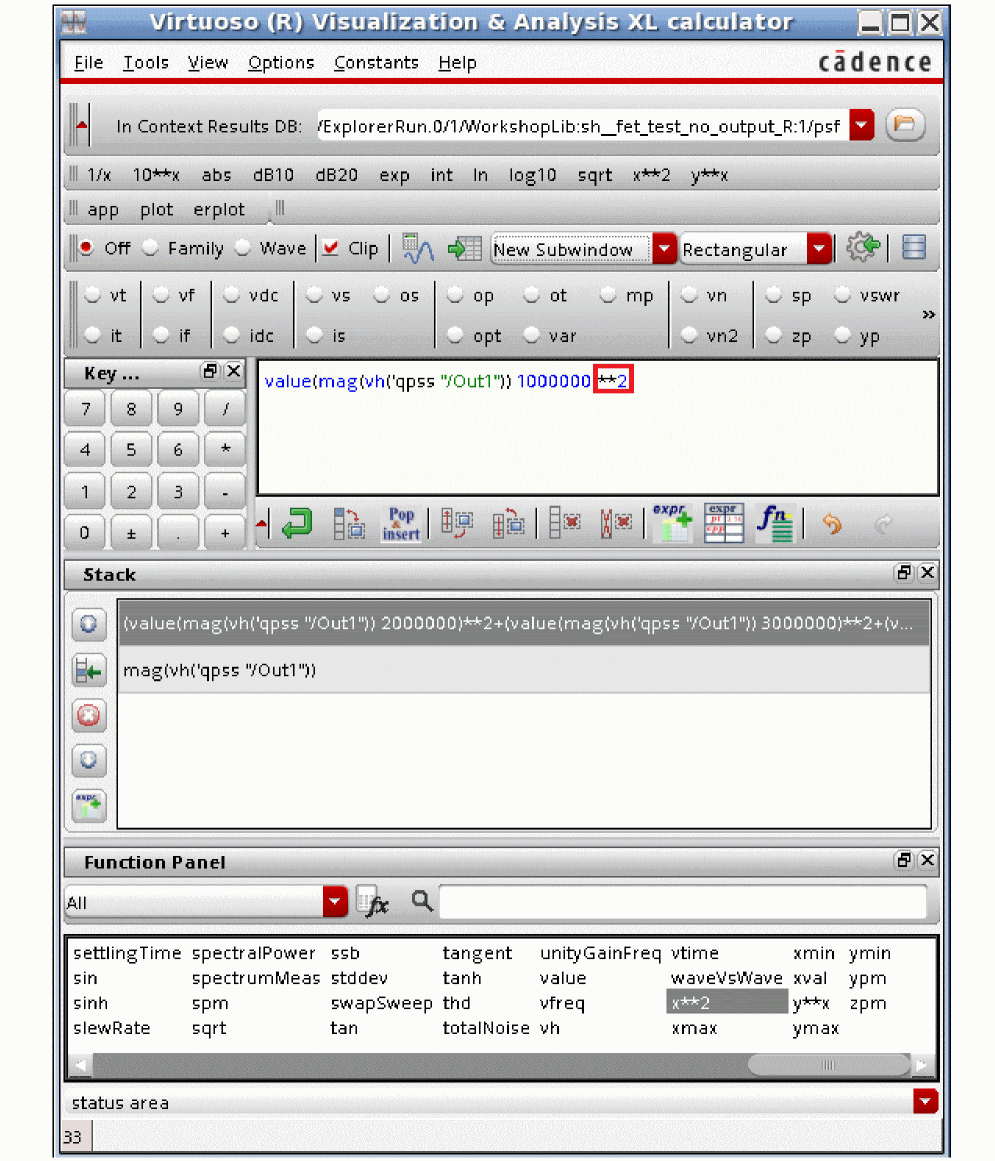 Virtuoso (R) Visualization & Analysis XL calculator
File Tools View Options Constants Help cādence
In Context Results DB: /ExplorerRun.0/1/WorkshopLib:sh__fet_test_no_output_R:1/psf
1/x 10**x abs dB10 dB20 exp int ln log10 sqrt x**2 y**x
app plot erplot
Off Family Wave Clip New Subwindow Rectangular
vt vf vdc vs os op ot mp vn sp vswr »
it if idc is opt var vn2 zp yp
Key ...
7 8 9 /
4 5 6 *
1 2 3 -
0 ± . +
value(mag(vh('qpss "/Out1")) 1000000 **2
Pop & insert expr expr fn
Stack
(value(mag(vh('qpss "/Out1")) 2000000)**2+(value(mag(vh('qpss "/Out1")) 3000000)**2+(v...
mag(vh('qpss "/Out1"))
expr
Function Panel
All fx
settlingTime spectralPower ssb tangent unityGainFreq vtime xmin ymin
sin spectrumMeas stddev tanh value waveVsWave xval ypm
sinh spm swapSweep thd vfreq x**2 y**x zpm
slewRate sqrt tan totalNoise vh xmax ymax
status area
33